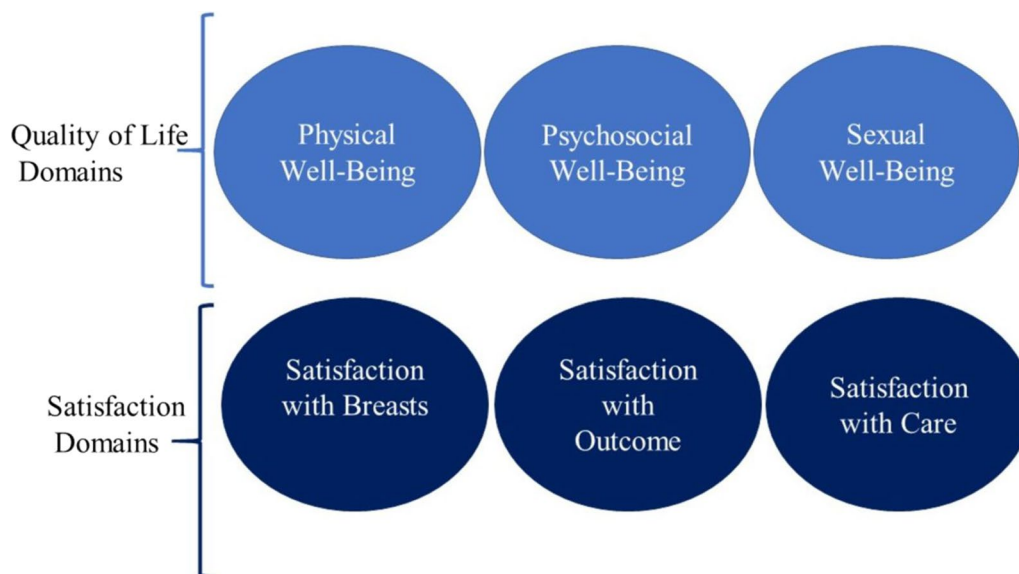 Quality of Life
Domains
Physical
Well-Being
Psychosocial
Well-Being
Sexual
Well-Being
Satisfaction
Domains
Satisfaction
with Breasts
Satisfaction
with
Outcome
Satisfaction
with Care